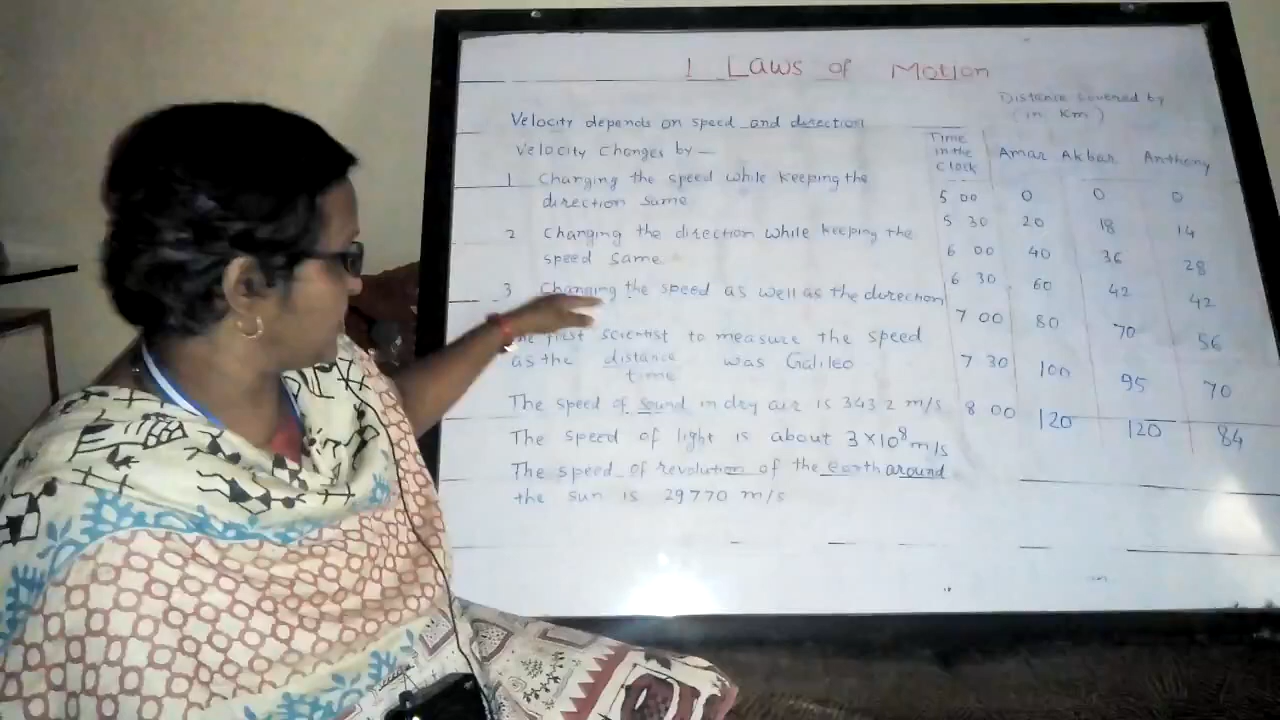 1 Laws of Motion
Velocity depends on speed and direction
Velocity Changes by —
1 Changing the speed while keeping the
direction same
2 Changing the direction while keeping the
speed same
3 Changing the speed as well as the direction
first scientist to measure the speed
as the distance was Galileo
time
The speed of sound in dry air is 343 2 m/s
The speed of light is about 3×10⁸ m/s
The speed of revolution of the earth around
the sun is 29770 m/s
Distance covered by
(in Km)
Time in the Clock Amar Akbar Anthony
5 00 0 0 0
5 30 20 18 14
6 00 40 36 28
6 30 60 42 42
7 00 80 70 56
7 30 100 95 70
8 00 120 120 84